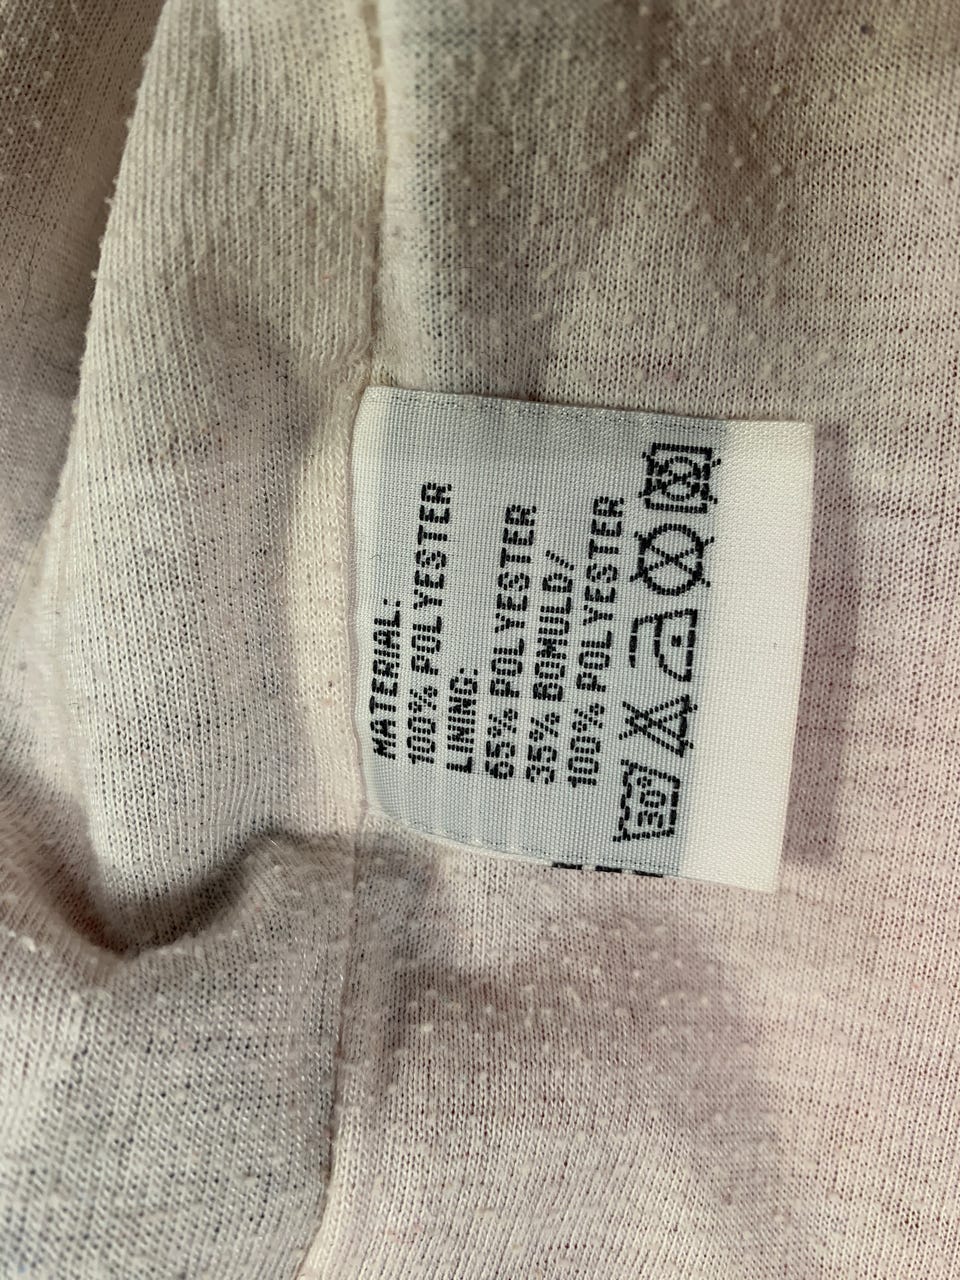 MATERIAL:
100% POLYESTER
LINING:
65% POLYESTER
35% BOMULD/
100% POLYESTER
30°